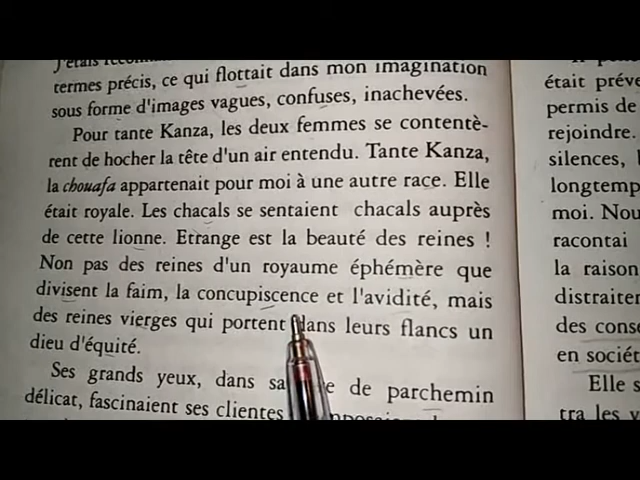 J'étais
termes précis, ce qui flottait dans mon imagination
sous forme d'images vagues, confuses, inachevées.
Pour tante Kanza, les deux femmes se contentè-
rent de hocher la tête d'un air entendu. Tante Kanza,
la chouafa appartenait pour moi à une autre race. Elle
était royale. Les chacals se sentaient chacals auprès
de cette lionne. Etrange est la beauté des reines !
Non pas des reines d'un royaume éphémère que
divisent la faim, la concupiscence et l'avidité, mais
des reines vierges qui portent dans leurs flancs un
dieu d'équité.
Ses grands yeux, dans sa de parchemin
délicat, fascinaient ses clientes
était
permis de
rejoindre.
silences,
moi. Nou
racontai
la raison
distraire
des
en
Elle
tra les